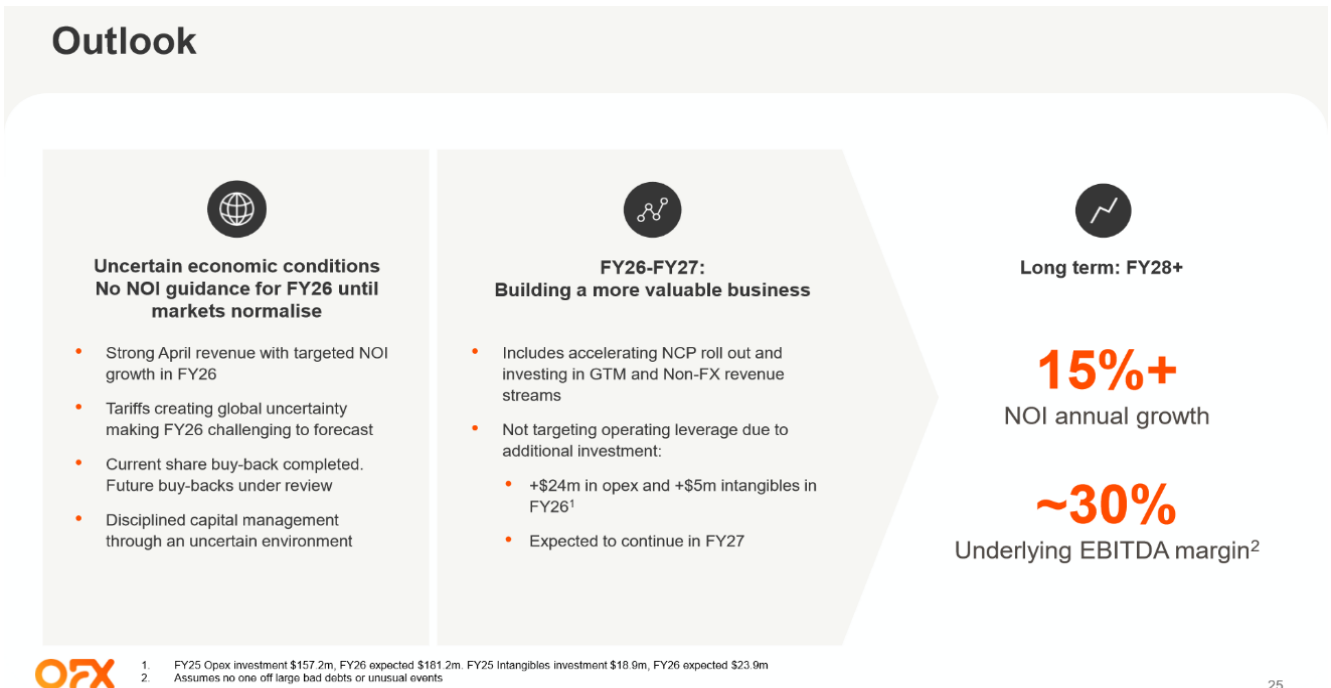 Outlook
Uncertain economic conditions
No NOI guidance for FY26 until
markets normalise
• Strong April revenue with targeted NOI
growth in FY26
• Tariffs creating global uncertainty
making FY26 challenging to forecast
• Current share buy-back completed.
Future buy-backs under review
• Disciplined capital management
through an uncertain environment
FY26-FY27:
Building a more valuable business
• Includes accelerating NCP roll out and
investing in GTM and Non-FX revenue
streams
• Not targeting operating leverage due to
additional investment:
• +$24m in opex and +$5m intangibles in
FY26¹
• Expected to continue in FY27
Long term: FY28+
15%+
NOI annual growth
~30%
Underlying EBITDA margin²
OFX
1. FY25 Opex investment $157.2m, FY26 expected $181.2m. FY25 Intangibles investment $18.9m, FY26 expected $23.9m
2. Assumes no one off large bad debts or unusual events
25